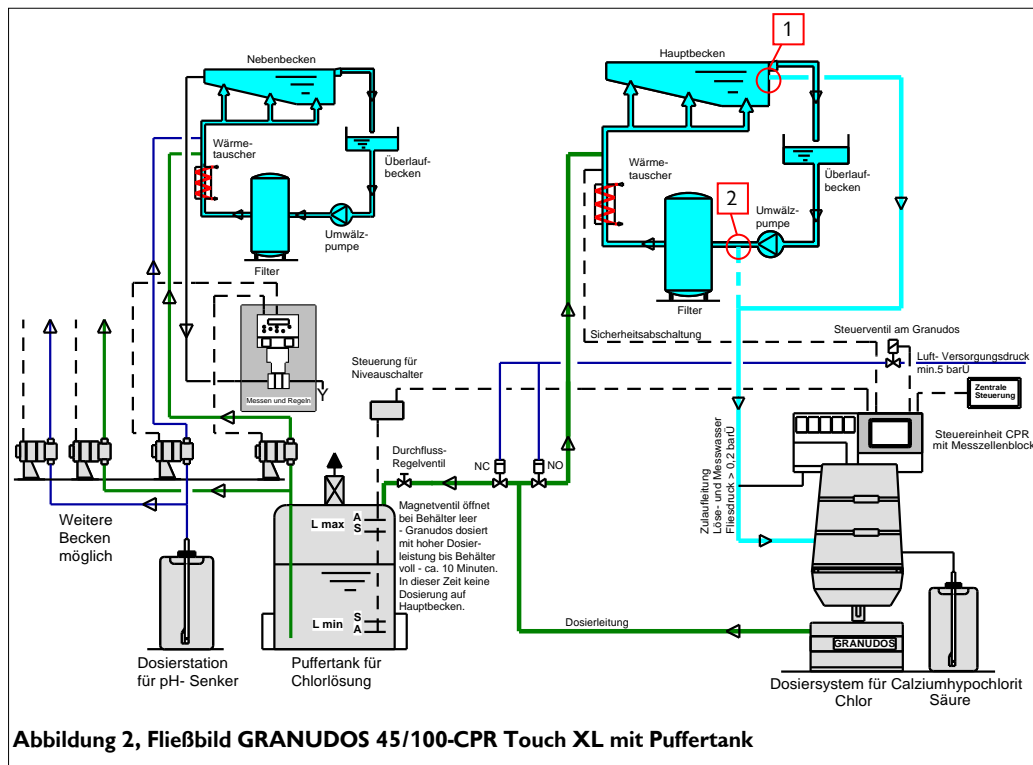 Nebenbecken
Wärme-
tauscher
Überlauf-
becken
Umwälz-
pumpe
Filter
1
Hauptbecken
Wärme-
tauscher
Überlauf-
becken
2
Umwälz-
pumpe
Filter
Sicherheitsabschaltung
Steuerventil am Granudos
Luft- Versorgungsdruck
min.5 barÜ
Zentrale
Steuerung
Steuereinheit CPR
mit Messzellenblock
Messen und Regeln
Steuerung für
Niveauschalter
Durchfluss-
Regelventil
NC
NO
Zulaufleitung
Löse- und Messwasser
Fliesdruck > 0,2 barÜ
Weitere
Becken
möglich
L max
A
S
Magnetventil öffnet
bei Behälter leer
- Granudos dosiert
mit hoher Dosier-
leistung bis Behälter
voll - ca. 10 Minuten.
In dieser Zeit keine
Dosierung auf
Hauptbecken.
L min
S
A
Dosierleitung
GRANUDOS
Dosierstation
für pH- Senker
Puffertank für
Chlorlösung
Dosiersystem für Calziumhypochlorit
Chlor
Säure
Abbildung 2, Fließbild GRANUDOS 45/100-CPR Touch XL mit Puffertank